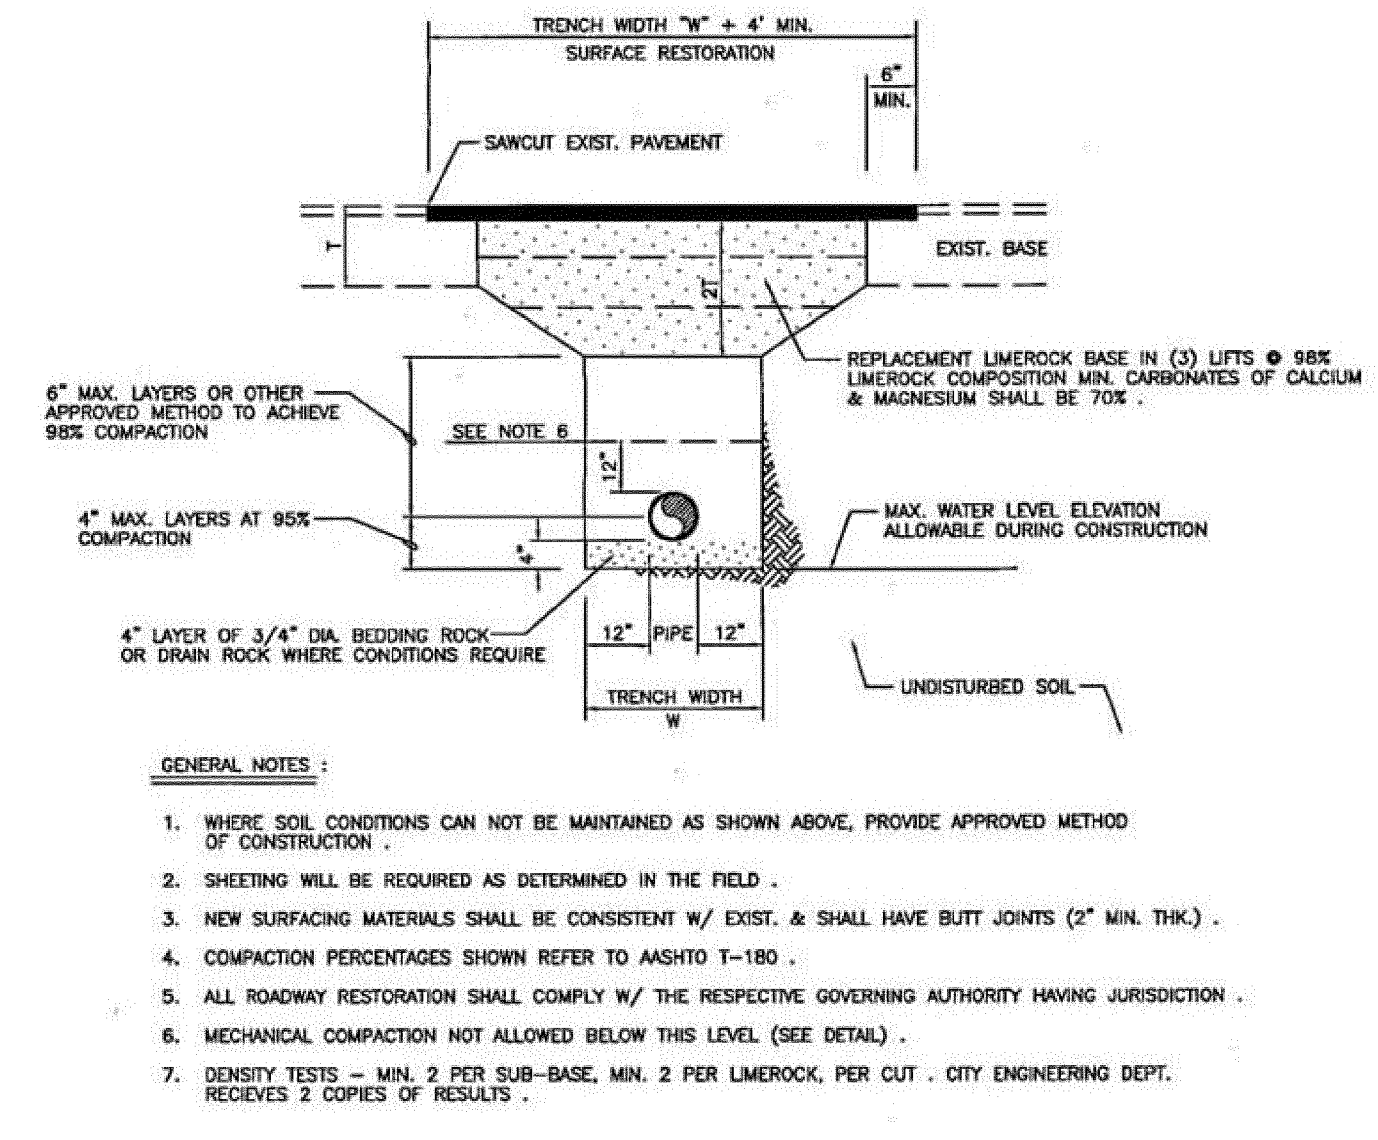 TRENCH WIDTH "W" + 4' MIN.
SURFACE RESTORATION
6"
MIN.
SAWCUT EXIST. PAVEMENT
T
EXIST. BASE
2T
REPLACEMENT LIMEROCK BASE IN (3) LIFTS @ 98%
LIMEROCK COMPOSITION MIN. CARBONATES OF CALCIUM
& MAGNESIUM SHALL BE 70% .
6" MAX. LAYERS OR OTHER
APPROVED METHOD TO ACHIEVE
98% COMPACTION
SEE NOTE 6
12"
4" MAX. LAYERS AT 95%
COMPACTION
MAX. WATER LEVEL ELEVATION
ALLOWABLE DURING CONSTRUCTION
4"
4" LAYER OF 3/4" DIA. BEDDING ROCK
OR DRAIN ROCK WHERE CONDITIONS REQUIRE
12" PIPE 12"
UNDISTURBED SOIL
TRENCH WIDTH
W
GENERAL NOTES :
1. WHERE SOIL CONDITIONS CAN NOT BE MAINTAINED AS SHOWN ABOVE, PROVIDE APPROVED METHOD
OF CONSTRUCTION .
2. SHEETING WILL BE REQUIRED AS DETERMINED IN THE FIELD .
3. NEW SURFACING MATERIALS SHALL BE CONSISTENT W/ EXIST. & SHALL HAVE BUTT JOINTS (2" MIN. THK.) .
4. COMPACTION PERCENTAGES SHOWN REFER TO AASHTO T-180 .
5. ALL ROADWAY RESTORATION SHALL COMPLY W/ THE RESPECTIVE GOVERNING AUTHORITY HAVING JURISDICTION .
6. MECHANICAL COMPACTION NOT ALLOWED BELOW THIS LEVEL (SEE DETAIL) .
7. DENSITY TESTS - MIN. 2 PER SUB-BASE, MIN. 2 PER LIMEROCK, PER CUT . CITY ENGINEERING DEPT.
RECIEVES 2 COPIES OF RESULTS .